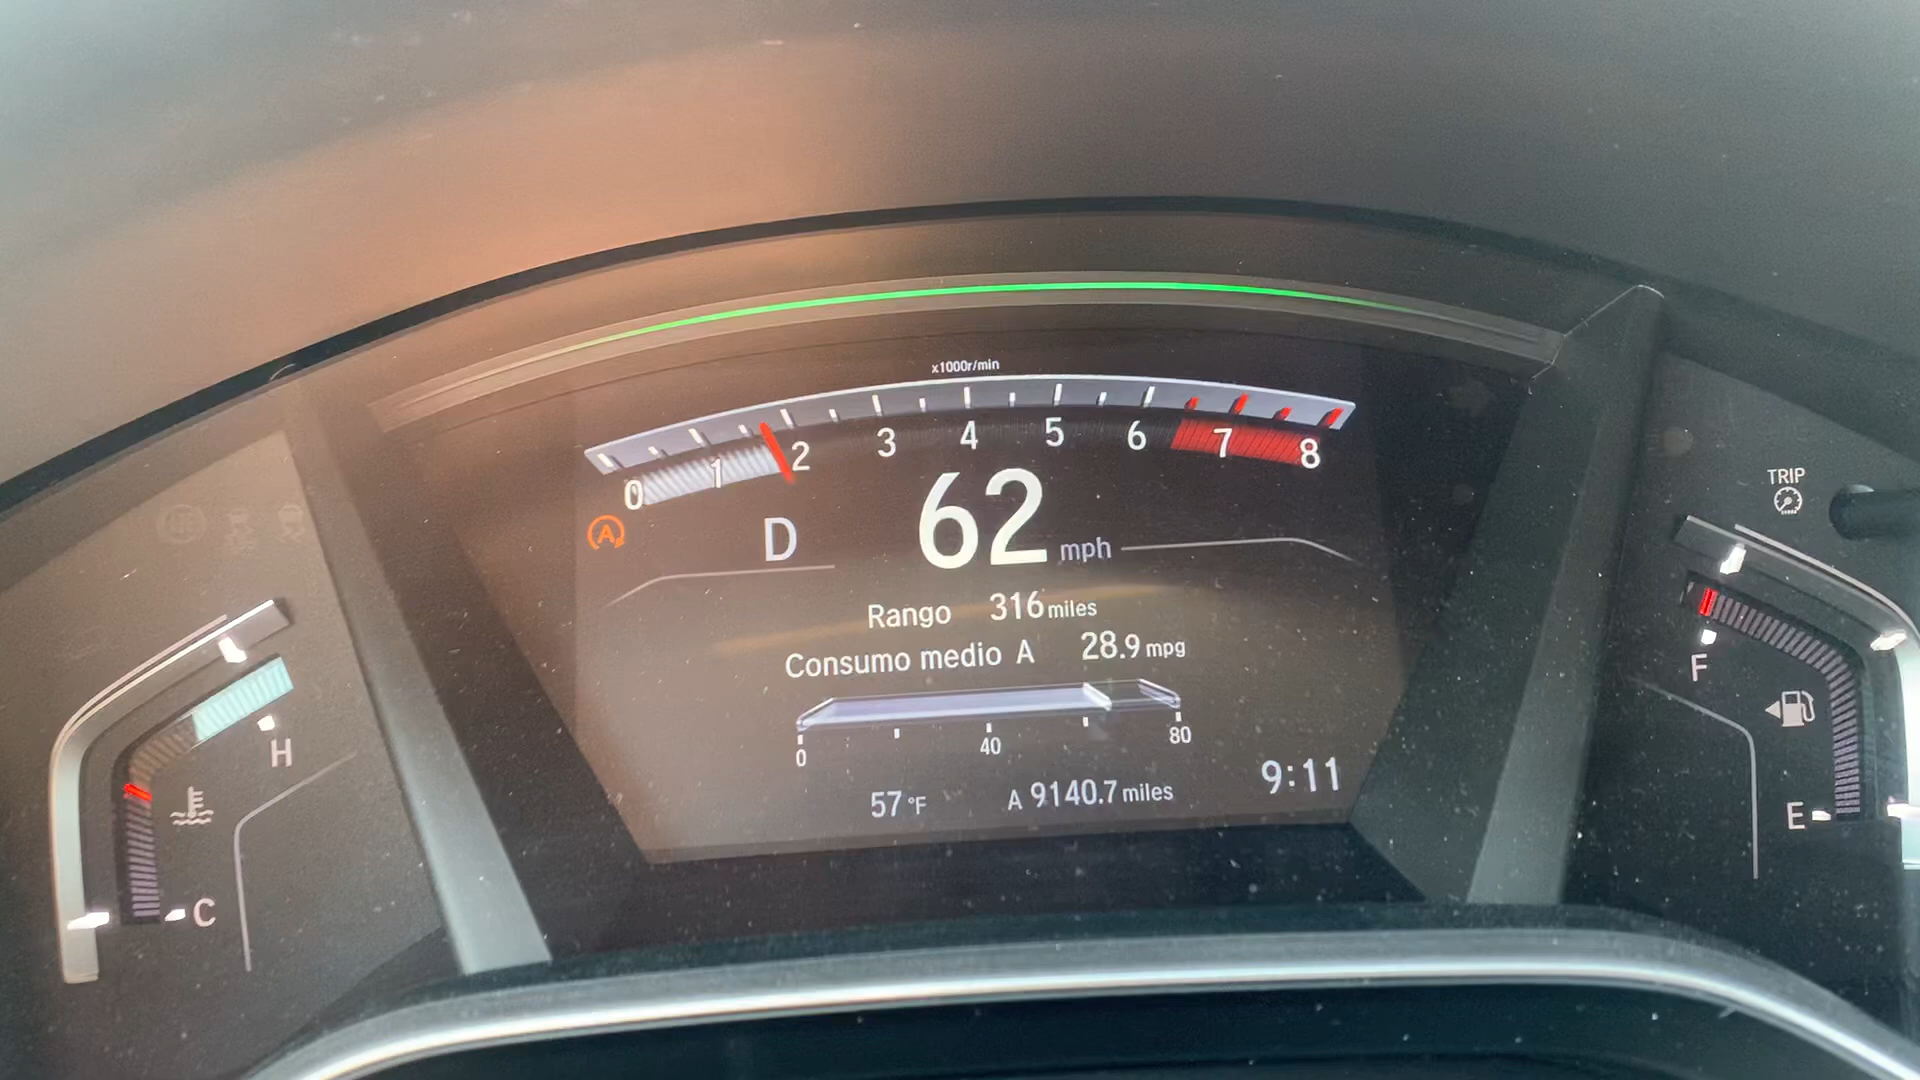 x1000r/min
0 1 2 3 4 5 6 7 8
A
D 62 mph
Rango 316 miles
Consumo medio A 28.9 mpg
0 40 80
57 °F A 9140.7 miles 9:11
H
C
TRIP
F
E